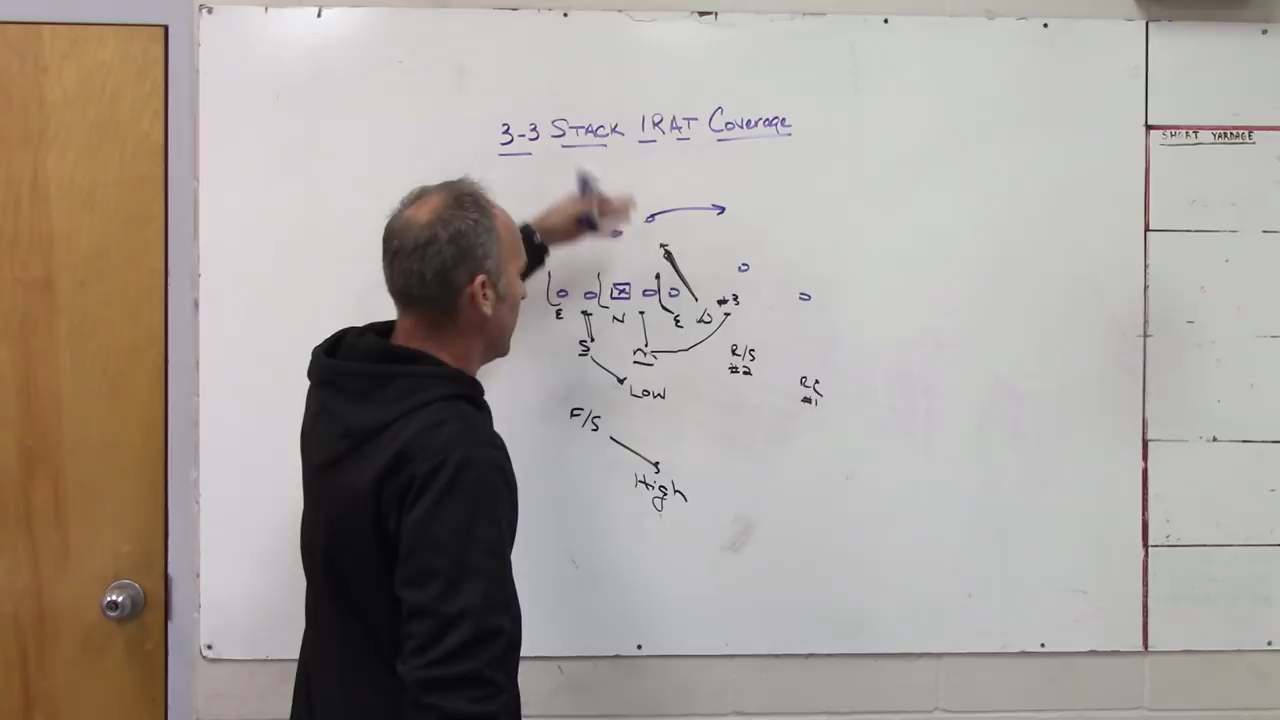 3-3 STACK 1RAT Coverage
SHORT YARDAGE
#3
E N E W
S M R/S
#2
LOW RC
#1
F/S
High